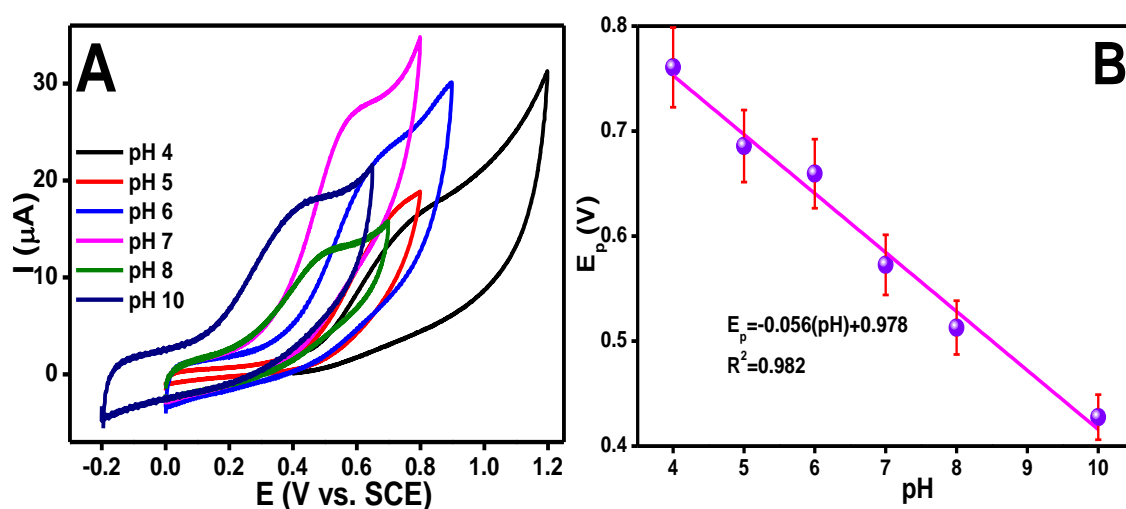 A
30
20
10
0
I (μA)
pH 4
pH 5
pH 6
pH 7
pH 8
pH 10
-0.2 0.0 0.2 0.4 0.6 0.8 1.0 1.2
E (V vs. SCE)
B
0.8
0.7
0.6
0.5
0.4
Ep (V)
Ep=-0.056(pH)+0.978
R²=0.982
4 5 6 7 8 9 10
pH